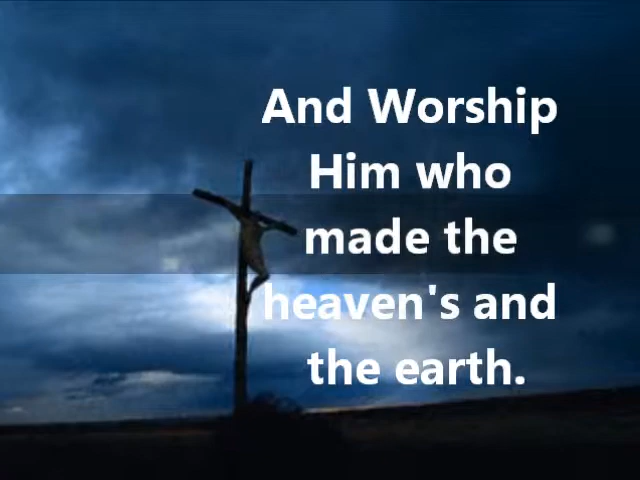 And Worship
Him who
made the
heaven's and
the earth.